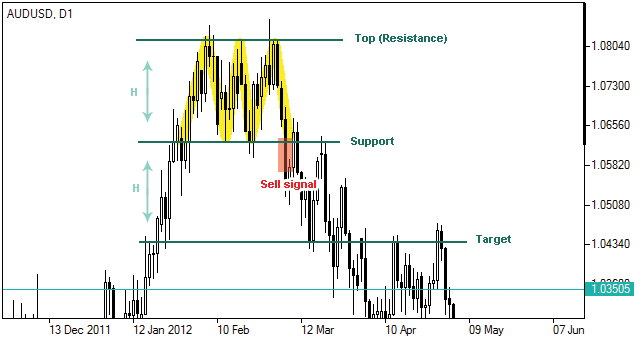 AUDUSD, D1
Top (Resistance)
1.08040
H
1.07300
1.06560
Support
1.05820
H
Sell signal
1.05080
Target
1.04340
1.03505
13 Dec 2011
12 Jan 2012
10 Feb
12 Mar
10 Apr
09 May
07 Jun